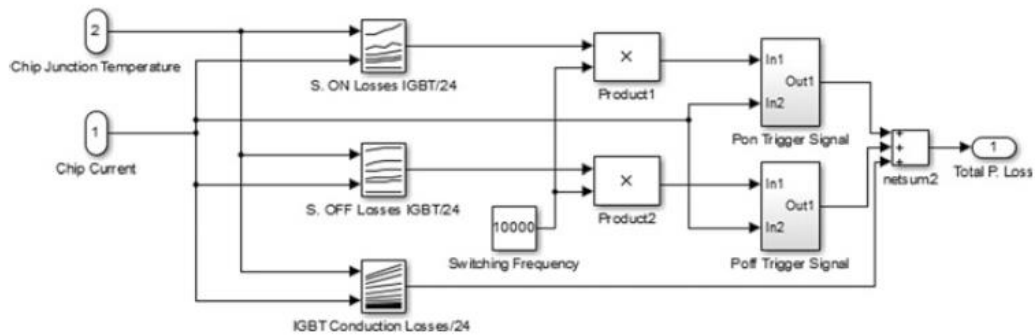 2
Chip Junction Temperature
1
Chip Current
S. ON Losses IGBT/24
S. OFF Losses IGBT/24
IGBT Conduction Losses/24
10000
Switching Frequency
×
Product1
×
Product2
In1
Out1
In2
Pon Trigger Signal
In1
Out1
In2
Poff Trigger Signal
+
+
+
netsum2
1
Total P. Loss